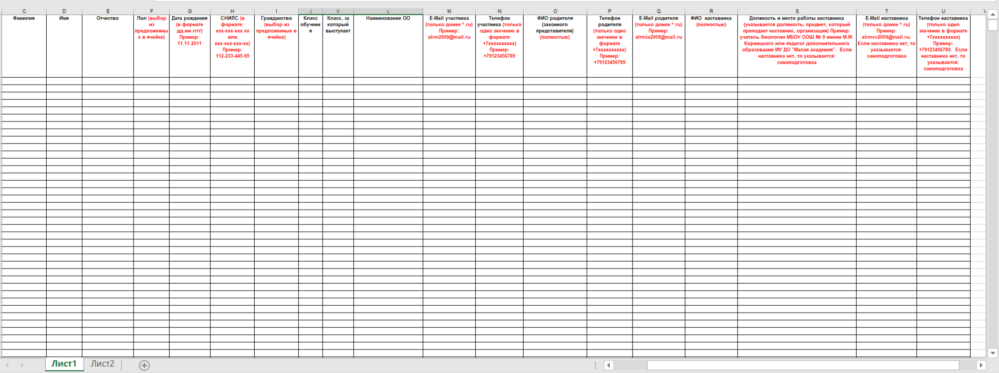 C D E F G H I J K L M N O P Q R S T U
Фамилия
Имя
Отчество
Пол (выбор
из
предложенны
х в ячейке)
Дата рождения
(в формате
дд.мм.гггг)
Пример:
11.11.2011
СНИЛС (в
формате:
xxx-xxx-xxx xx
или
xxx-xxx-xxx-xx)
Пример:
112-233-445-95
Гражданство
(выбор из
предложенных в
ячейке)
Класс
обучени
я
Класс, за
который
выступает
Наименование ОО
E-Mail участника
(только домен *.ru)
Пример:
alrm2009@mail.ru
Телефон
участника (только
одно значение в
формате
+7xxxxxxxxxx)
Пример:
+79123456789
ФИО родителя
(законного
представителя)
(полностью)
Телефон
родителя
(только одно
значение в
формате
+7xxxxxxxxxx)
Пример:
+79123456789
E-Mail родителя
(только домен *.ru)
Пример:
alrmia2009@mail.ru
ФИО наставника
(полностью)
Должность и место работы наставника
(указывается должность, предмет, который
преподает наставник, организация) Пример:
учитель биологии МБОУ ООШ № 9 имени М.М.
Корницкого или педагог дополнительного
образования МУ ДО "Малая академия". Если
наставника нет, то указывается:
самоподготовка
E-Mail наставника
(только домен *.ru)
Пример:
alrmvv2009@mail.ru.
Если наставника нет, то
указывается:
самоподготовка
Телефон наставника
(только одно
значение в формате
+7xxxxxxxxxx)
Пример:
+79123456789. Если
наставника нет, то
указывается:
самоподготовка
Лист1 Лист2